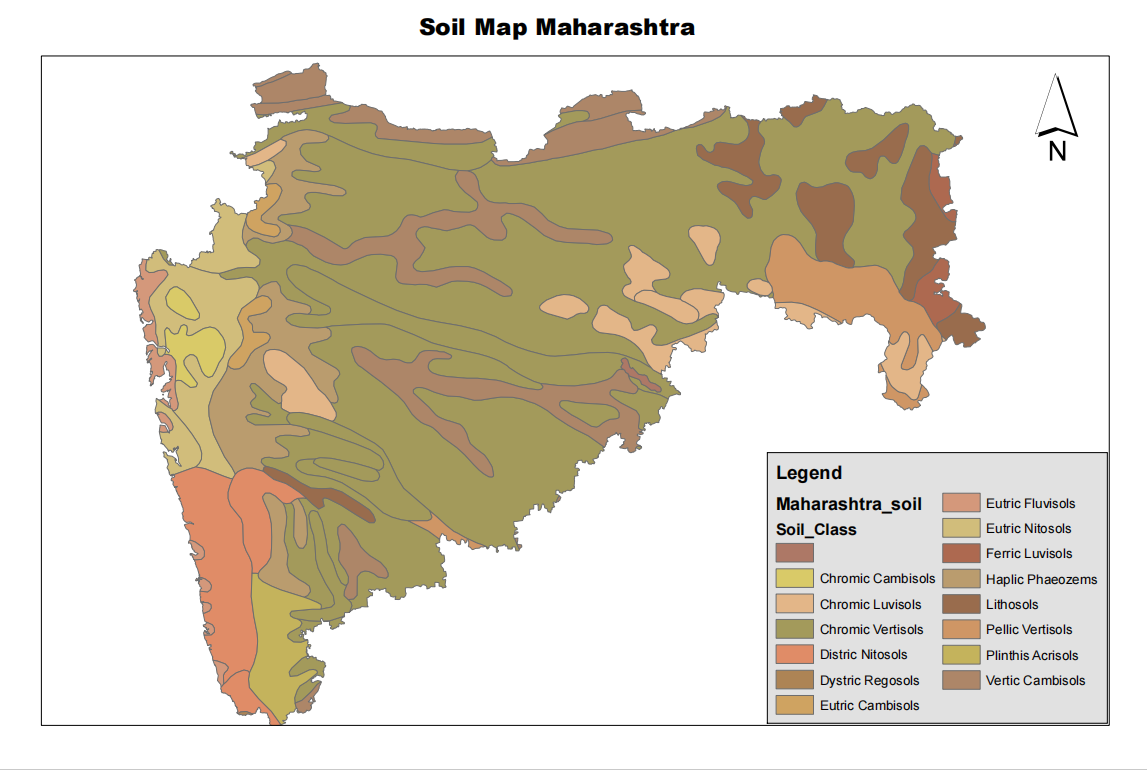 Soil Map Maharashtra
N
Legend
Maharashtra_soil
Soil_Class
Chromic Cambisols
Chromic Luvisols
Chromic Vertisols
Distric Nitosols
Dystric Regosols
Eutric Cambisols
Eutric Fluvisols
Eutric Nitosols
Ferric Luvisols
Haplic Phaeozems
Lithosols
Pellic Vertisols
Plinthis Acrisols
Vertic Cambisols